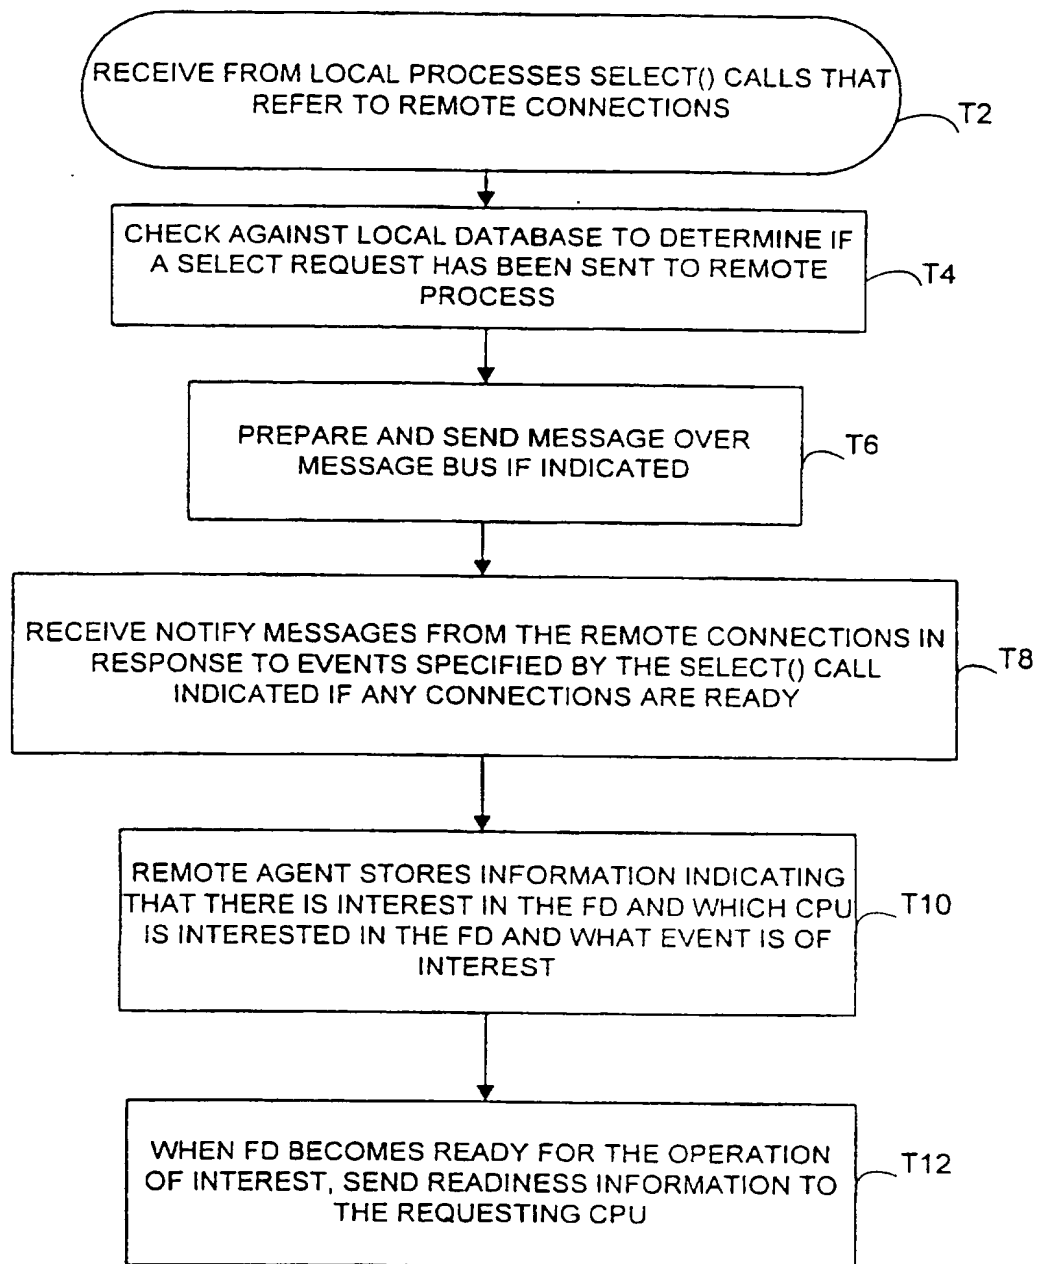 RECEIVE FROM LOCAL PROCESSES SELECT() CALLS THAT
REFER TO REMOTE CONNECTIONS
T2
CHECK AGAINST LOCAL DATABASE TO DETERMINE IF
A SELECT REQUEST HAS BEEN SENT TO REMOTE
PROCESS
T4
PREPARE AND SEND MESSAGE OVER
MESSAGE BUS IF INDICATED
T6
RECEIVE NOTIFY MESSAGES FROM THE REMOTE CONNECTIONS IN
RESPONSE TO EVENTS SPECIFIED BY THE SELECT() CALL
INDICATED IF ANY CONNECTIONS ARE READY
T8
REMOTE AGENT STORES INFORMATION INDICATING
THAT THERE IS INTEREST IN THE FD AND WHICH CPU
IS INTERESTED IN THE FD AND WHAT EVENT IS OF
INTEREST
T10
WHEN FD BECOMES READY FOR THE OPERATION
OF INTEREST, SEND READINESS INFORMATION TO
THE REQUESTING CPU
T12